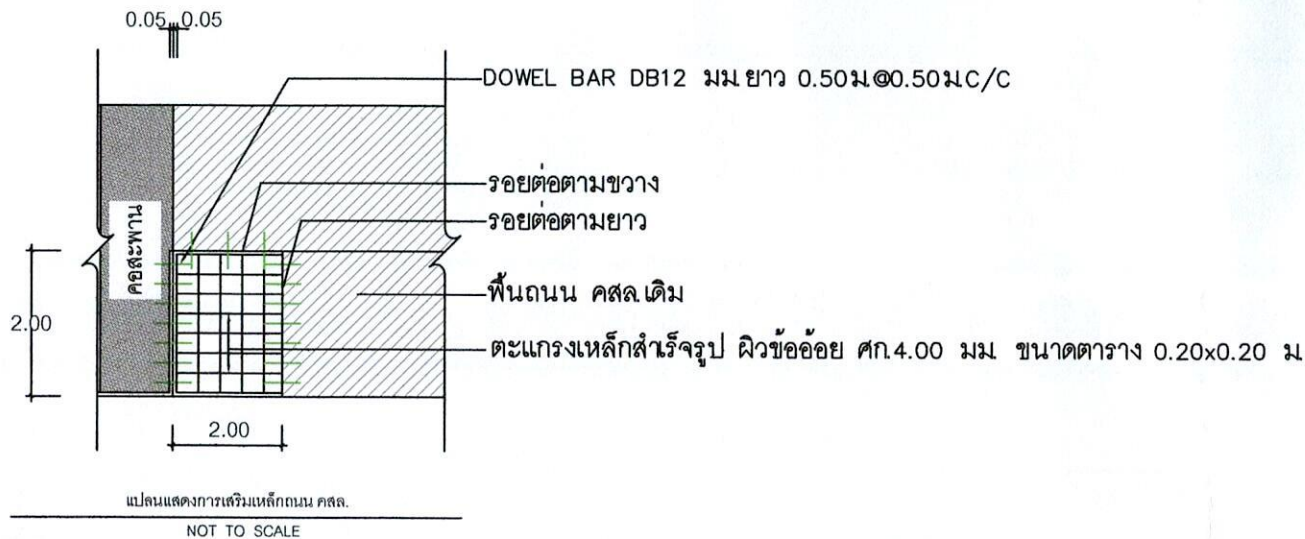 0.05 0.05
DOWEL BAR DB12 มม.ยาว 0.50ม.@0.50ม.C/C
รอยต่อตามขวาง
รอยต่อตามยาว
คอสะพาน
พื้นถนน คสล.เดิม
2.00
ตะแกรงเหล็กสำเร็จรูป ผิวข้ออ้อย ศก.4.00 มม. ขนาดตาราง 0.20x0.20 ม.
2.00
แปลนแสดงการเสริมเหล็กถนน คสล.
NOT TO SCALE